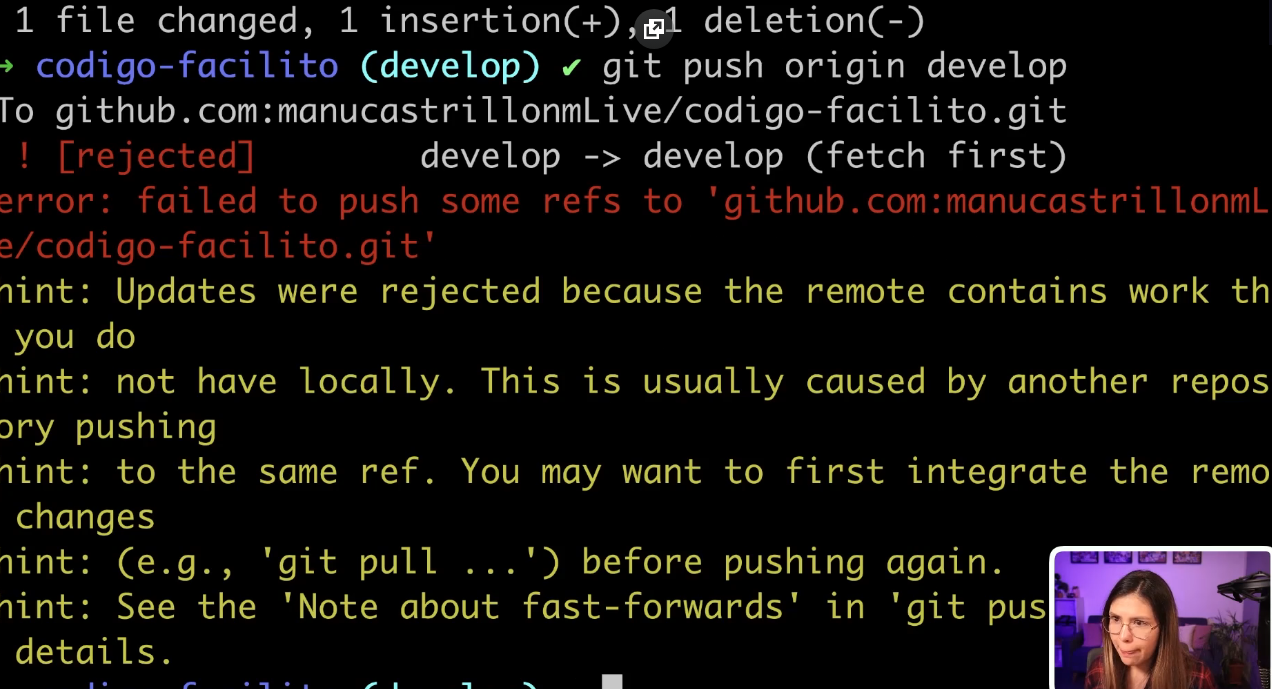 1 file changed, 1 insertion(+), 1 deletion(-)
codigo-facilito (develop) ✔ git push origin develop
To github.com:manucastrillonmLive/codigo-facilito.git
! [rejected] develop -> develop (fetch first)
error: failed to push some refs to 'github.com:manucastrillonmL
e/codigo-facilito.git'
hint: Updates were rejected because the remote contains work th
you do
hint: not have locally. This is usually caused by another repos
ory pushing
hint: to the same ref. You may want to first integrate the remo
changes
hint: (e.g., 'git pull ...') before pushing again.
hint: See the 'Note about fast-forwards' in 'git pus
details.
codigo-facilito (develop)